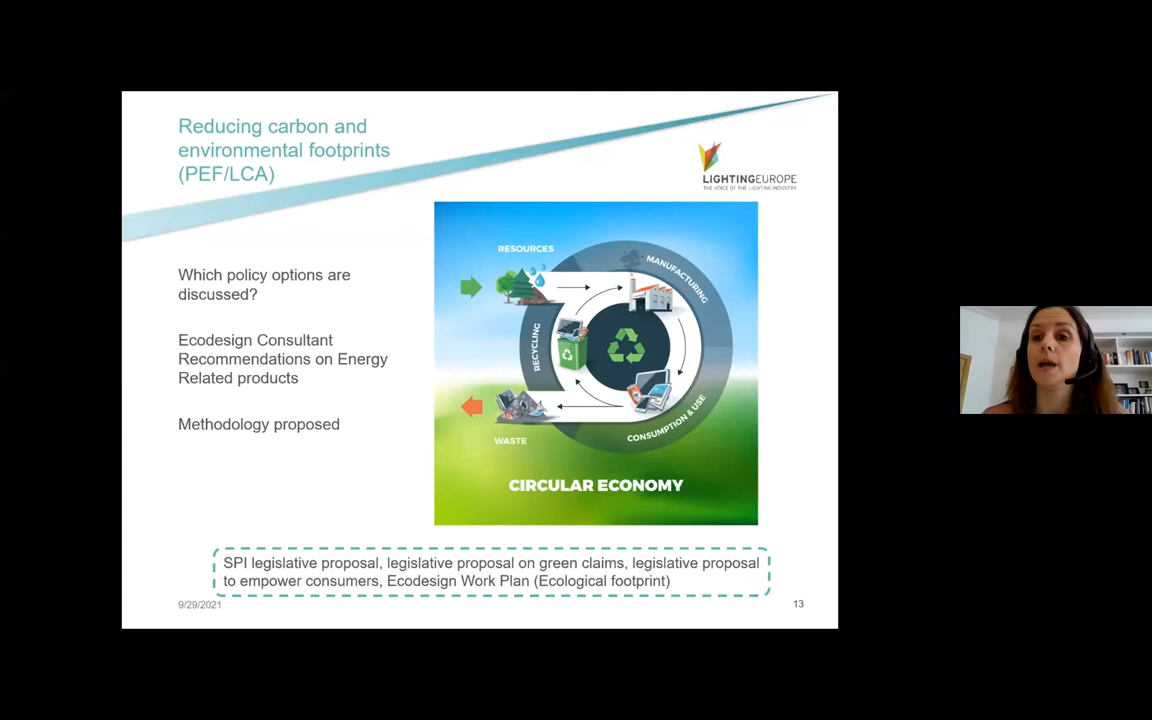 Reducing carbon and
environmental footprints
(PEF/LCA)
LIGHTINGEUROPE
THE VOICE OF THE LIGHTING INDUSTRY
Which policy options are
discussed?
Ecodesign Consultant
Recommendations on Energy
Related products
Methodology proposed
RESOURCES
MANUFACTURING
RECYCLING
CONSUMPTION & USE
WASTE
CIRCULAR ECONOMY
SPI legislative proposal, legislative proposal on green claims, legislative proposal
to empower consumers, Ecodesign Work Plan (Ecological footprint)
9/29/2021
13